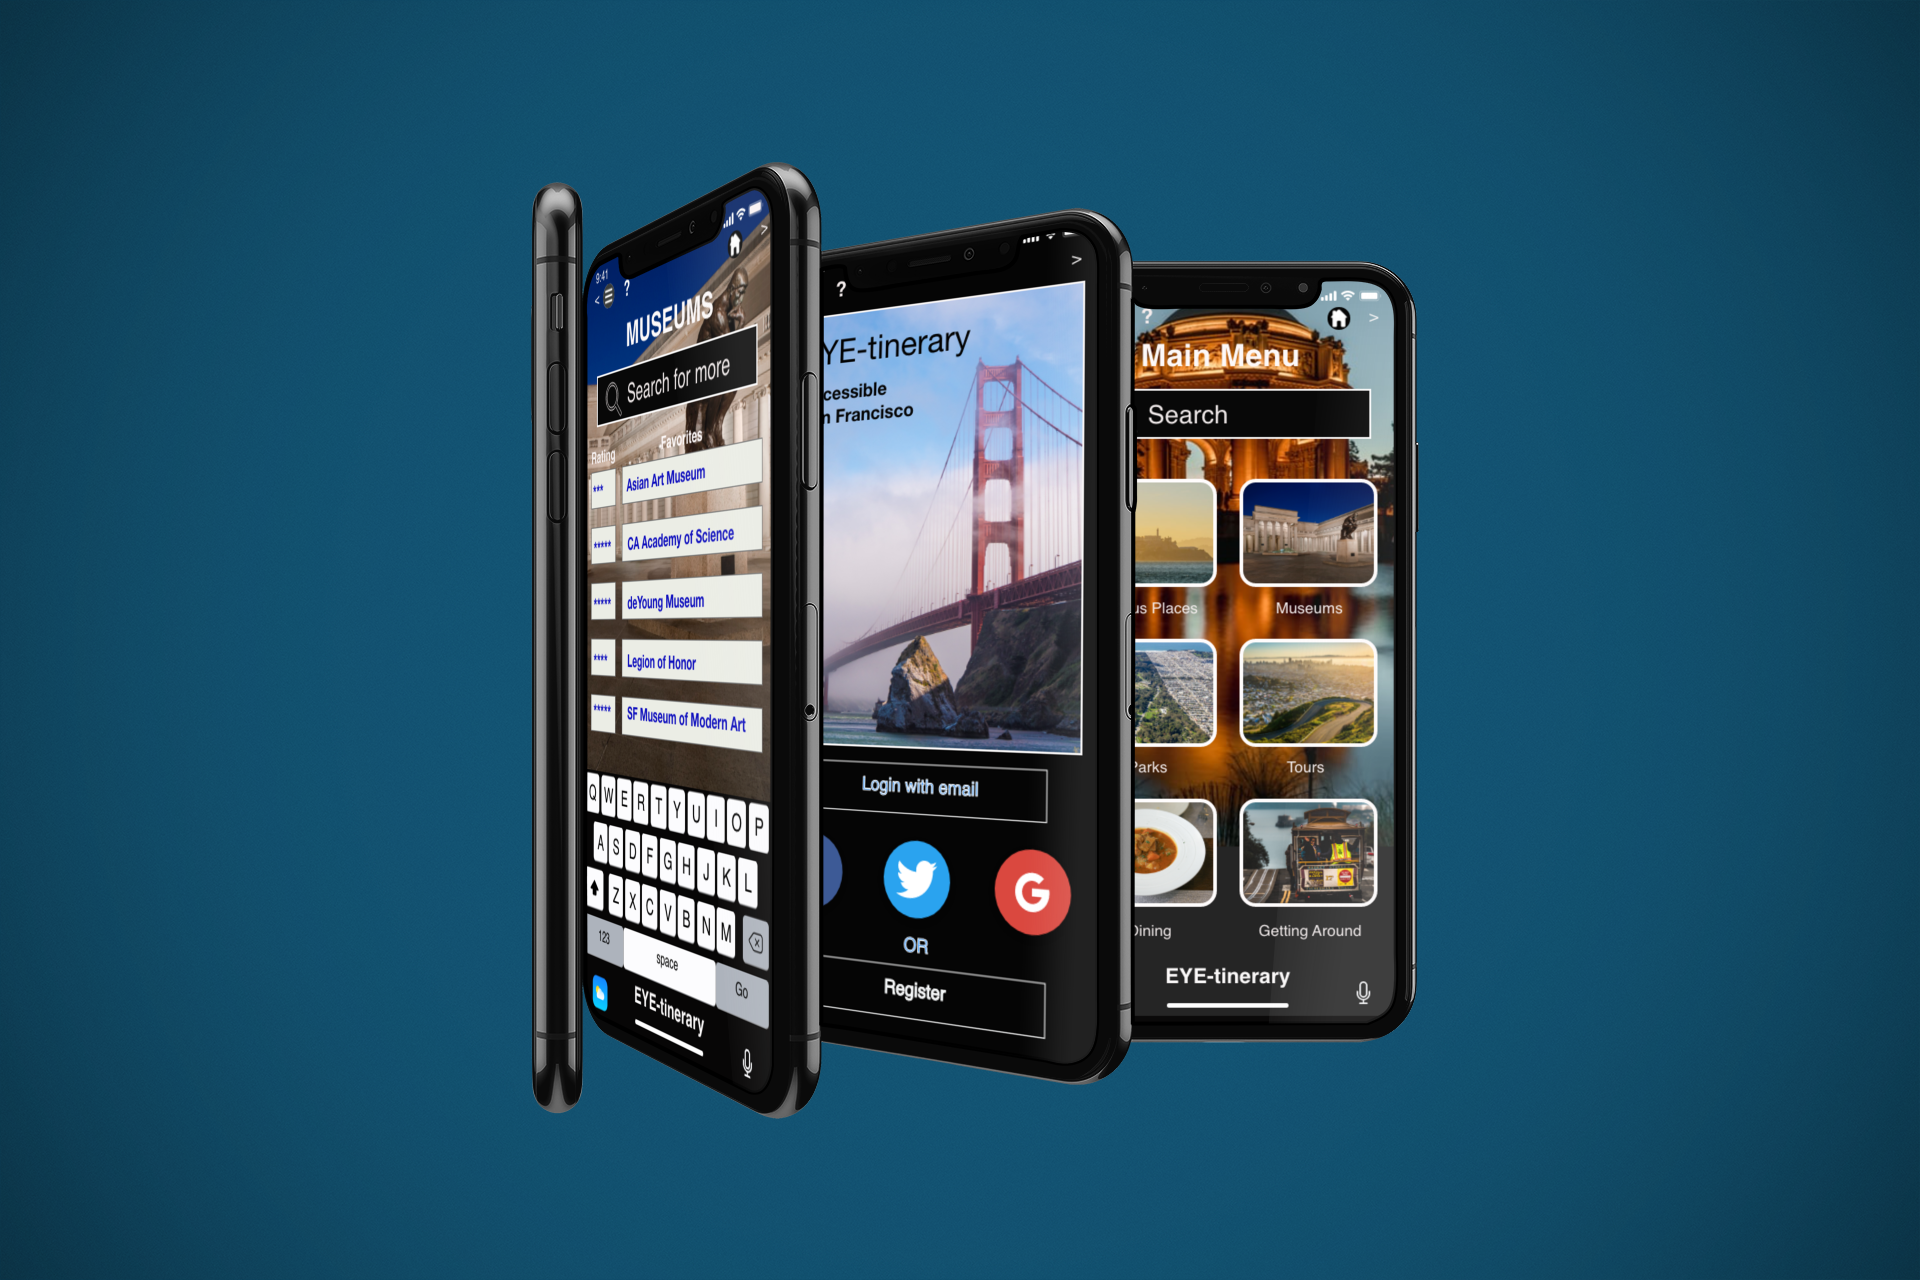 9:41
<
?
>
MUSEUMS
Search for more
Favorites
Rating
*** Asian Art Museum
***** CA Academy of Science
***** deYoung Museum
**** Legion of Honor
***** SF Museum of Modern Art
Q W E R T Y U I O P
A S D F G H J K L
Z X C V B N M
123 space Go
EYE-tinerary
?
>
YE-tinerary
cessible
n Francisco
Login with email
G
OR
Register
?
>
Main Menu
Search
us Places
Museums
Parks
Tours
Dining
Getting Around
EYE-tinerary